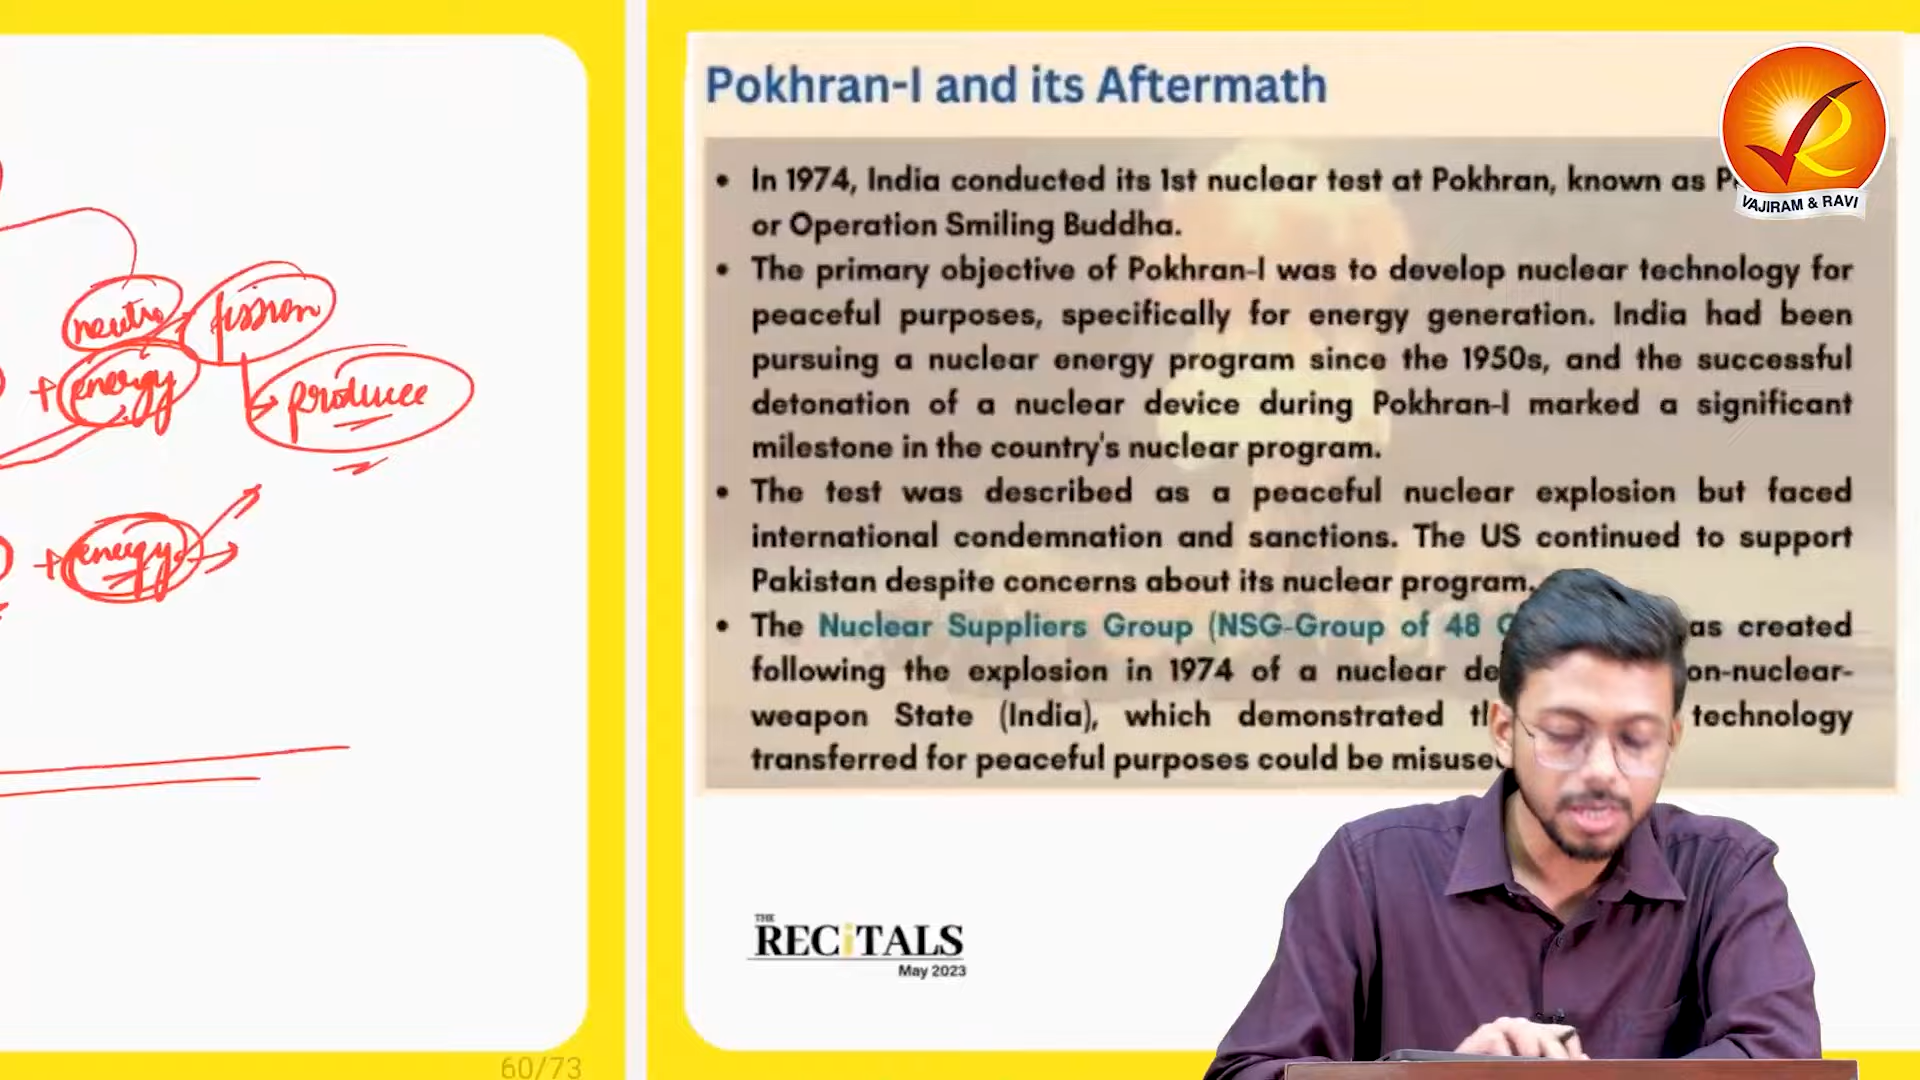 neutro
fission
+ energy
produce
+ energy
60/73
Pokhran-I and its Aftermath
• In 1974, India conducted its 1st nuclear test at Pokhran, known as
or Operation Smiling Buddha.
• The primary objective of Pokhran-I was to develop nuclear technology for
peaceful purposes, specifically for energy generation. India had been
pursuing a nuclear energy program since the 1950s, and the successful
detonation of a nuclear device during Pokhran-I marked a significant
milestone in the country's nuclear program.
• The test was described as a peaceful nuclear explosion but faced
international condemnation and sanctions. The US continued to support
Pakistan despite concerns about its nuclear program.
• The Nuclear Suppliers Group (NSG-Group of 48 as created
following the explosion in 1974 of a nuclear on-nuclear-
weapon State (India), which demonstrated technology
transferred for peaceful purposes could be
VAJIRAM & RAVI
THE
RECiTALS
May 2023